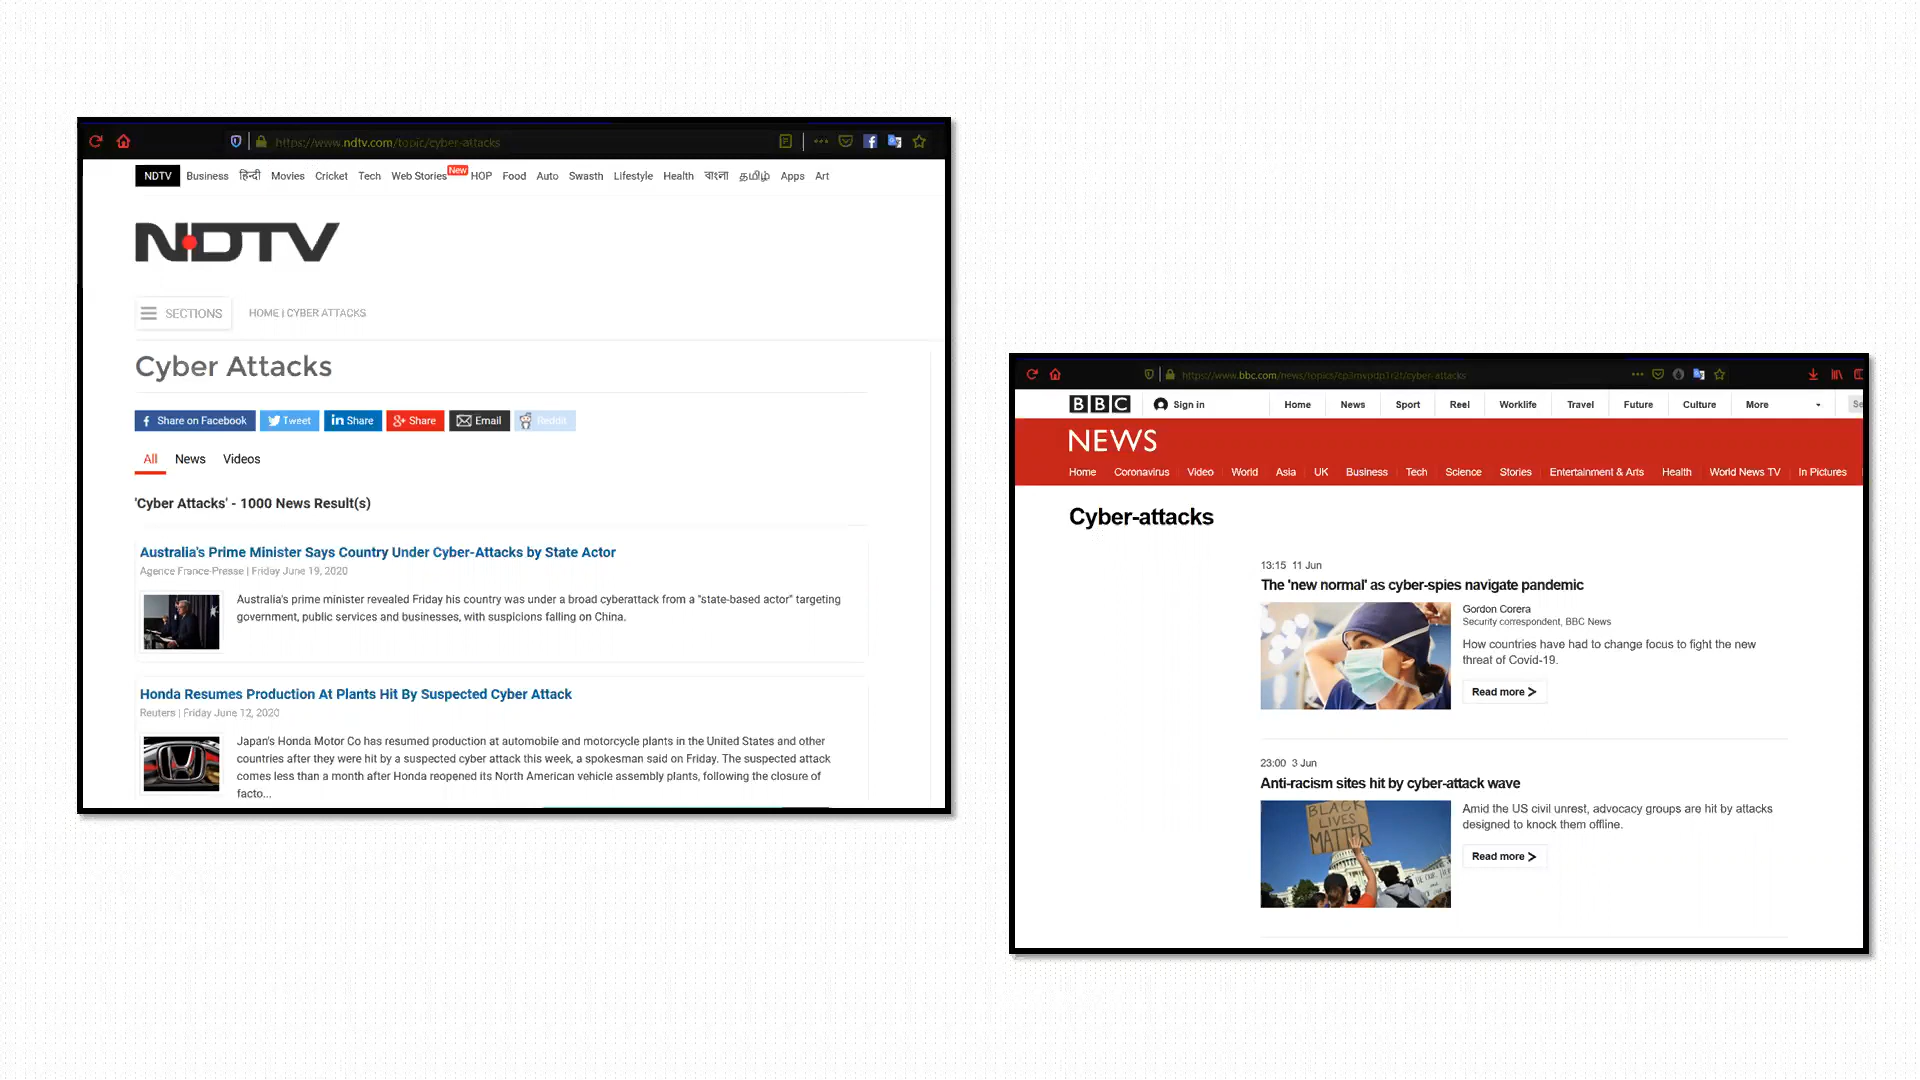 https://www.ndtv.com/topic/cyber-attacks
NDTV Business हिन्दी Movies Cricket Tech Web Stories New HOP Food Auto Swasth Lifestyle Health বাংলা தமிழ் Apps Art
NDTV
SECTIONS HOME | CYBER ATTACKS
Cyber Attacks
Share on Facebook Tweet in Share Share Email Reddit
All News Videos
'Cyber Attacks' - 1000 News Result(s)
Australia's Prime Minister Says Country Under Cyber-Attacks by State Actor
Agence France-Presse | Friday June 19, 2020
Australia's prime minister revealed Friday his country was under a broad cyberattack from a "state-based actor" targeting
government, public services and businesses, with suspicions falling on China.
Honda Resumes Production At Plants Hit By Suspected Cyber Attack
Reuters | Friday June 12, 2020
Japan's Honda Motor Co has resumed production at automobile and motorcycle plants in the United States and other
countries after they were hit by a suspected cyber attack this week, a spokesman said on Friday. The suspected attack
comes less than a month after Honda reopened its North American vehicle assembly plants, following the closure of
facto...
BBC Sign in Home News Sport Reel Worklife Travel Future Culture More
NEWS
Home Coronavirus Video World Asia UK Business Tech Science Stories Entertainment & Arts Health World News TV In Pictures
Cyber-attacks
13:15 11 Jun
The 'new normal' as cyber-spies navigate pandemic
Gordon Corera
Security correspondent, BBC News
How countries have had to change focus to fight the new
threat of Covid-19.
Read more >
23:00 3 Jun
Anti-racism sites hit by cyber-attack wave
BLACK
LIVES
MATTER
Amid the US civil unrest, advocacy groups are hit by attacks
designed to knock them offline.
Read more >